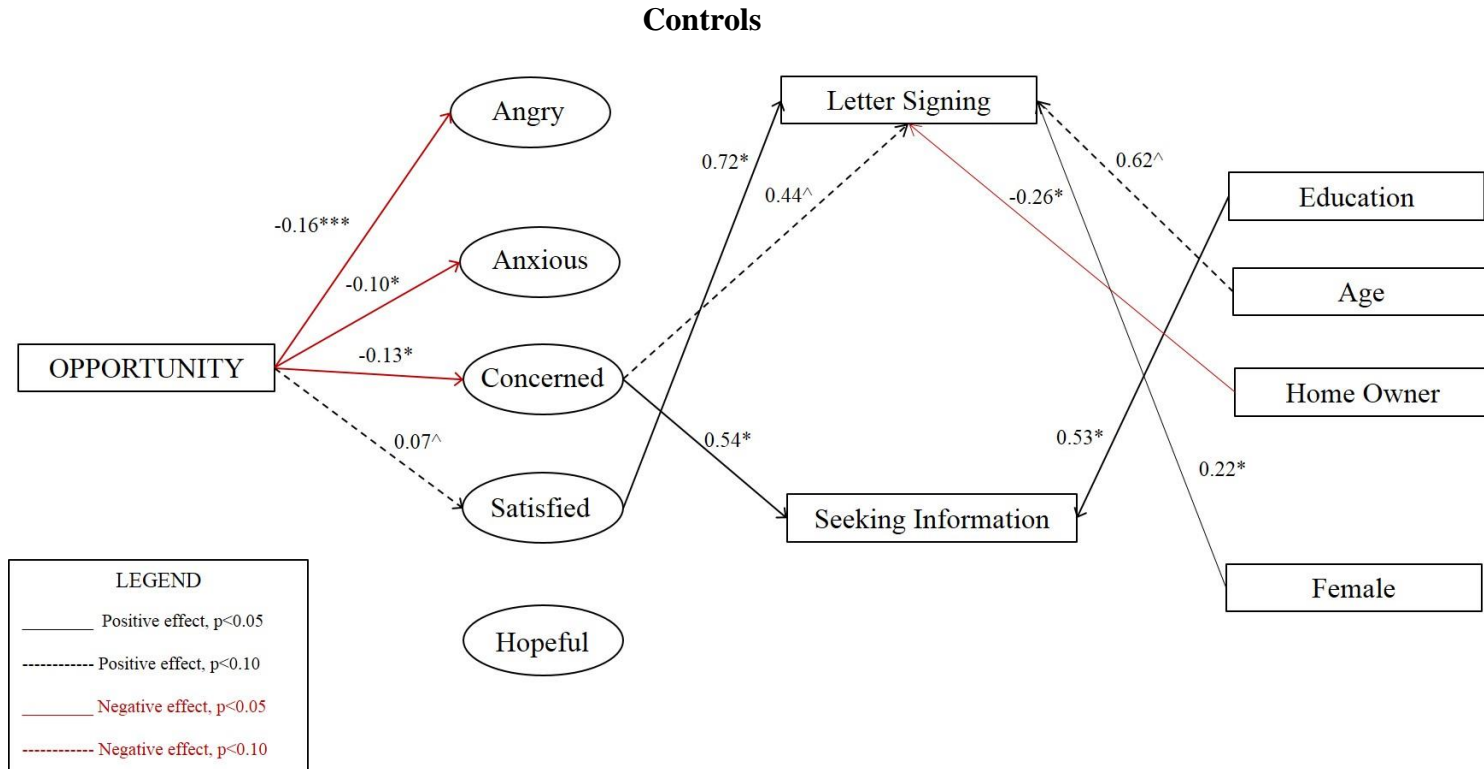 Controls
Angry
Letter Signing
0.72*
0.62^
0.44^
Education
-0.26*
-0.16***
Anxious
-0.10*
Age
OPPORTUNITY
-0.13*
Concerned
Home Owner
0.07^
0.54*
0.53*
0.22*
Satisfied
Seeking Information
LEGEND
Positive effect, p<0.05
Positive effect, p<0.10
Negative effect, p<0.05
Negative effect, p<0.10
Female
Hopeful